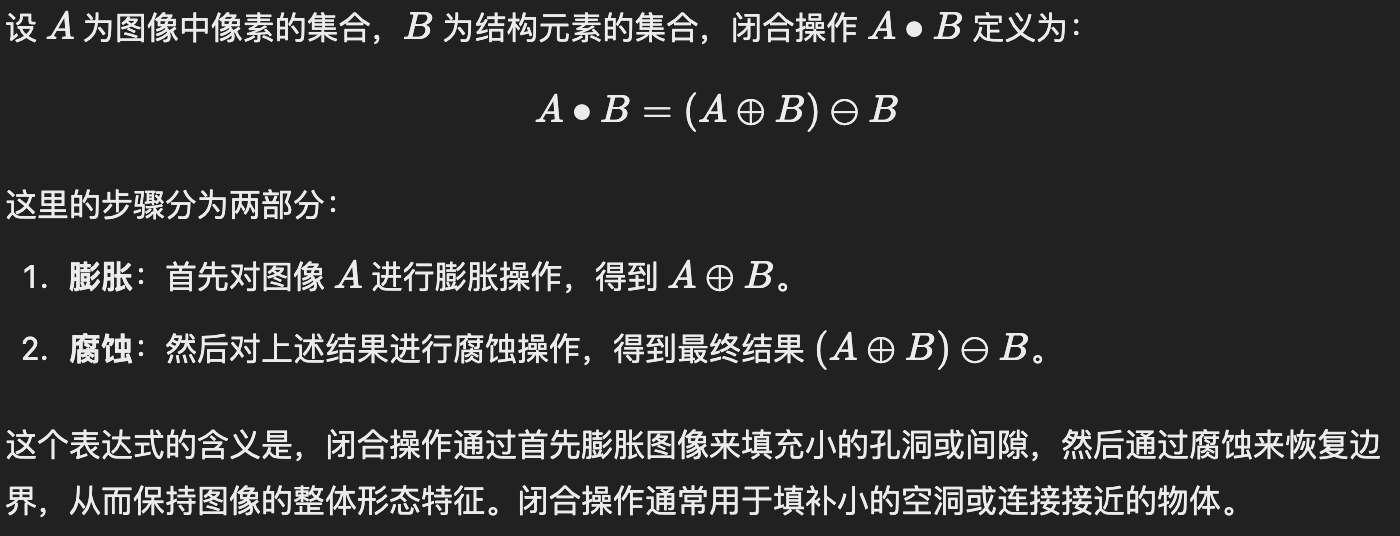 设 A 为图像中像素的集合，B 为结构元素的集合，闭合操作 A • B 定义为：
A • B = (A ⊕ B) ⊖ B
这里的步骤分为两部分：
1. 膨胀：首先对图像 A 进行膨胀操作，得到 A ⊕ B。
2. 腐蚀：然后对上述结果进行腐蚀操作，得到最终结果 (A ⊕ B) ⊖ B。
这个表达式的含义是，闭合操作通过首先膨胀图像来填充小的孔洞或间隙，然后通过腐蚀来恢复边
界，从而保持图像的整体形态特征。闭合操作通常用于填补小的空洞或连接接近的物体。